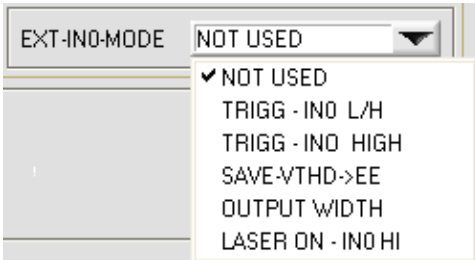 EXT-IN0-MODE NOT USED
✔NOT USED
TRIGG - IN0 L/H
TRIGG - IN0 HIGH
SAVE-VTHD->EE
OUTPUT WIDTH
LASER ON - IN0 HI